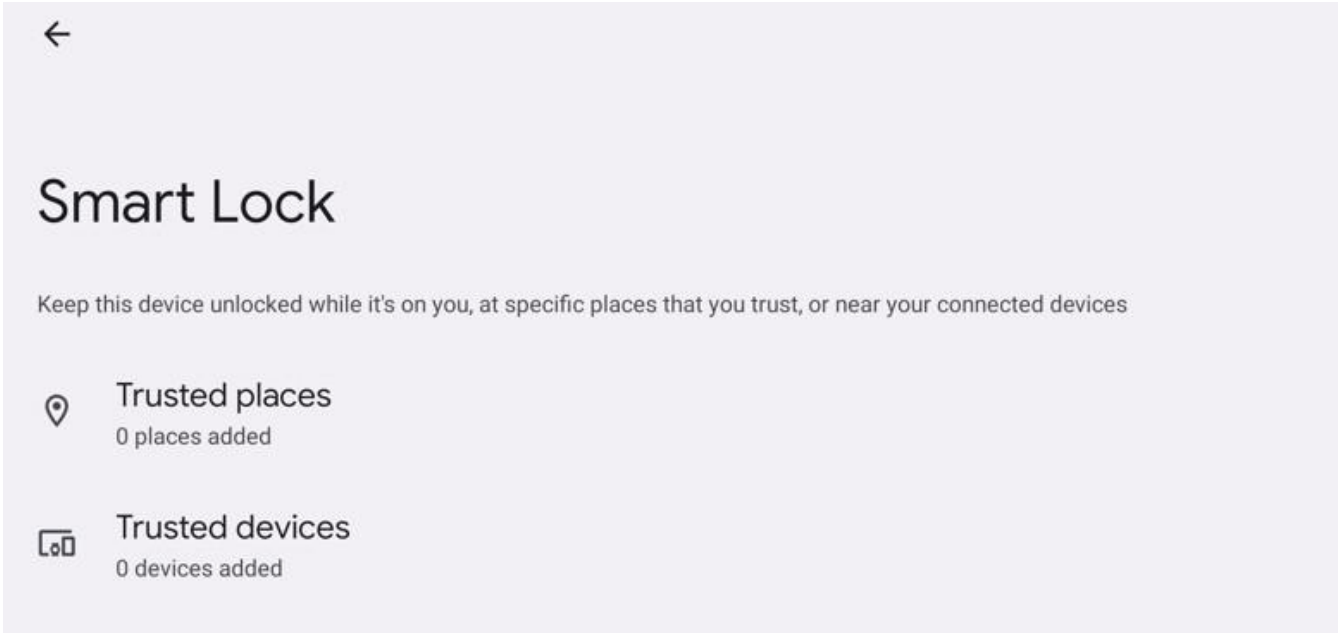 Smart Lock
Keep this device unlocked while it's on you, at specific places that you trust, or near your connected devices
Trusted places
0 places added
Trusted devices
0 devices added